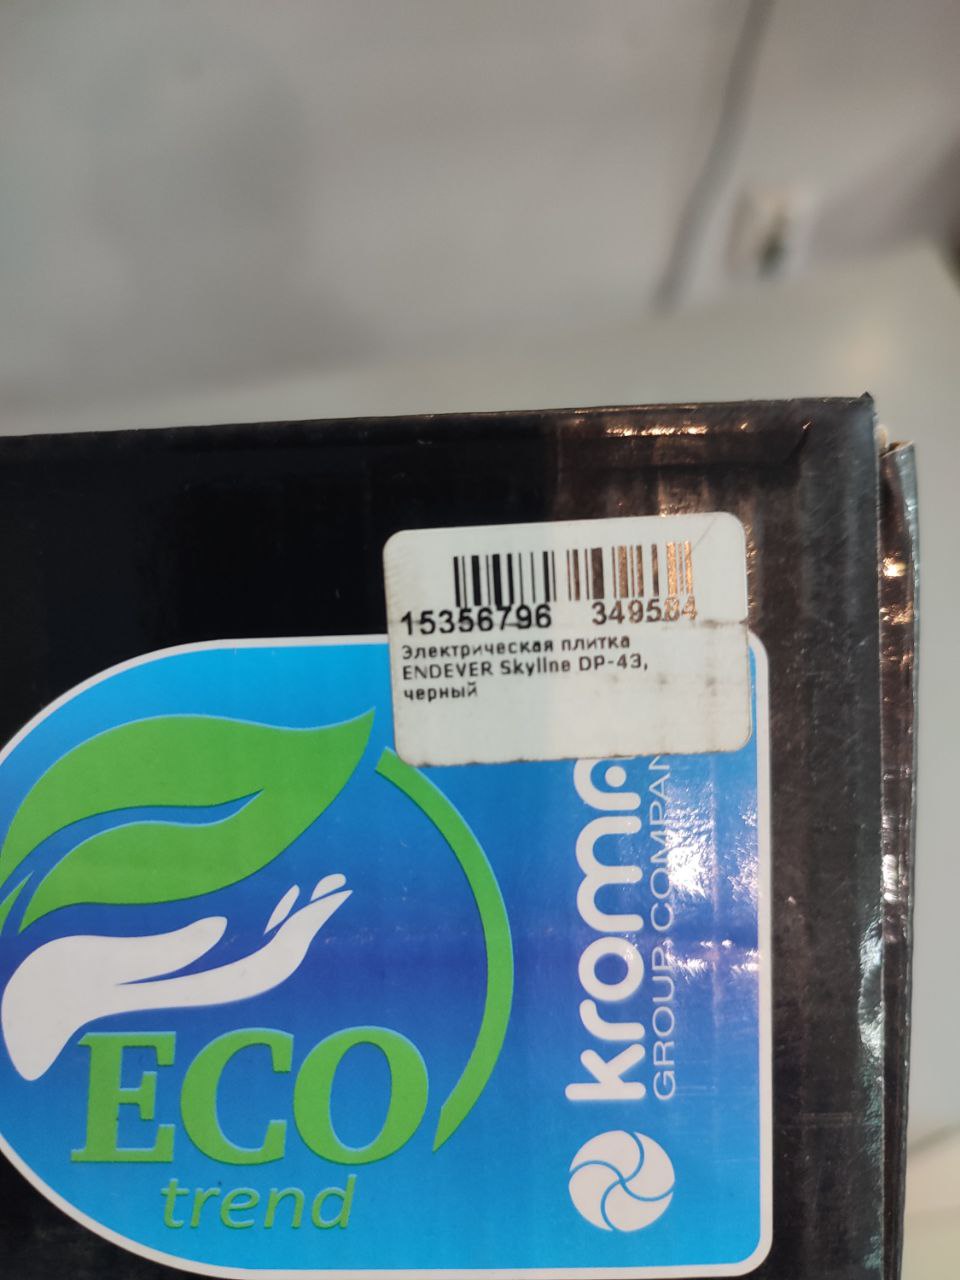 15356796 349584
Электрическая плитка
ENDEVER Skyline DP-43,
черный
ECO
trend
kroma
GROUP COMPAN